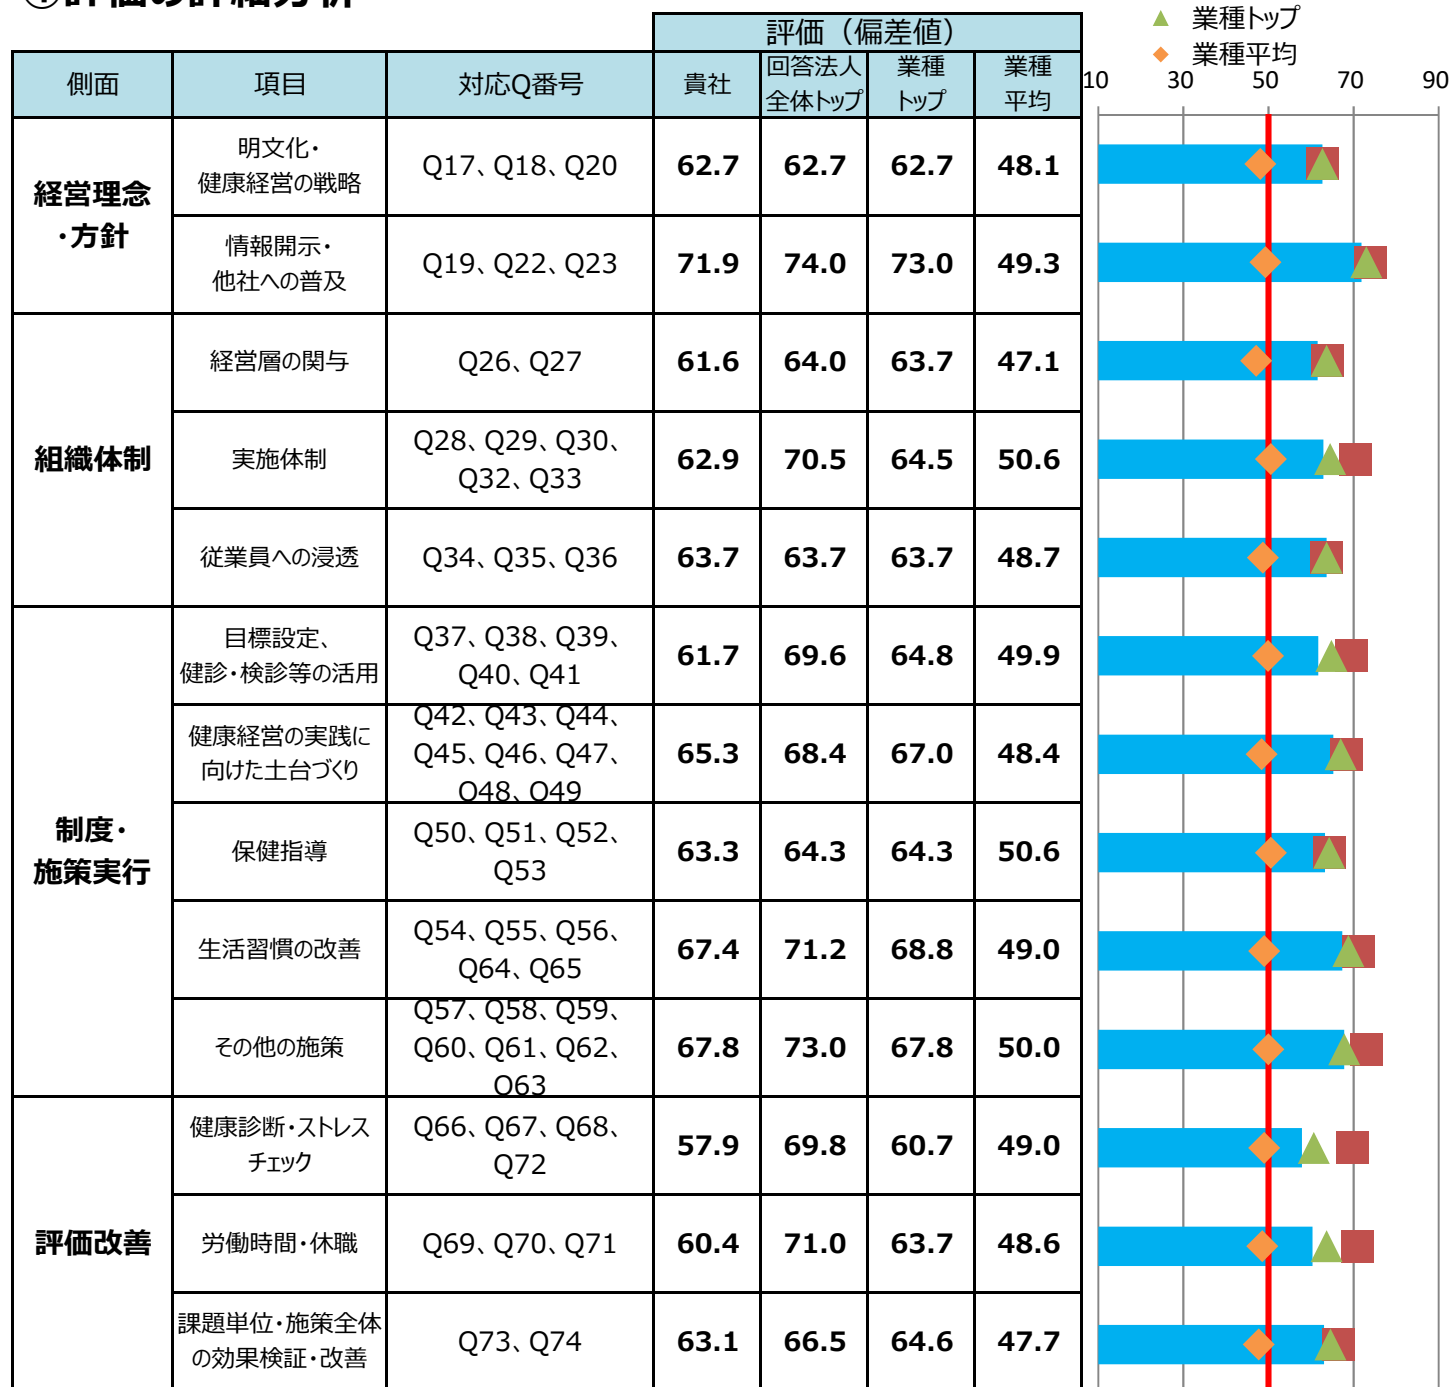 ①評価の詳細分析
業種トップ
業種平均
評価（偏差値）
側面 項目 対応Q番号 貴社 回答法人 業種 業種
全体トップ トップ 平均
10 30 50 70 90
経営理念
・方針
明文化・
健康経営の戦略
Q17、Q18、Q20 62.7 62.7 62.7 48.1
情報開示・
他社への普及
Q19、Q22、Q23 71.9 74.0 73.0 49.3
組織体制
経営層の関与 Q26、Q27 61.6 64.0 63.7 47.1
実施体制
Q28、Q29、Q30、
Q32、Q33
62.9 70.5 64.5 50.6
従業員への浸透 Q34、Q35、Q36 63.7 63.7 63.7 48.7
制度・
施策実行
目標設定、
健診・検診等の活用
Q37、Q38、Q39、
Q40、Q41
61.7 69.6 64.8 49.9
健康経営の実践に
向けた土台づくり
Q42、Q43、Q44、
Q45、Q46、Q47、
Q48、Q49
65.3 68.4 67.0 48.4
保健指導
Q50、Q51、Q52、
Q53
63.3 64.3 64.3 50.6
生活習慣の改善
Q54、Q55、Q56、
Q64、Q65
67.4 71.2 68.8 49.0
その他の施策
Q57、Q58、Q59、
Q60、Q61、Q62、
Q63
67.8 73.0 67.8 50.0
評価改善
健康診断・ストレス
チェック
Q66、Q67、Q68、
Q72
57.9 69.8 60.7 49.0
労働時間・休職 Q69、Q70、Q71 60.4 71.0 63.7 48.6
課題単位・施策全体
の効果検証・改善
Q73、Q74 63.1 66.5 64.6 47.7